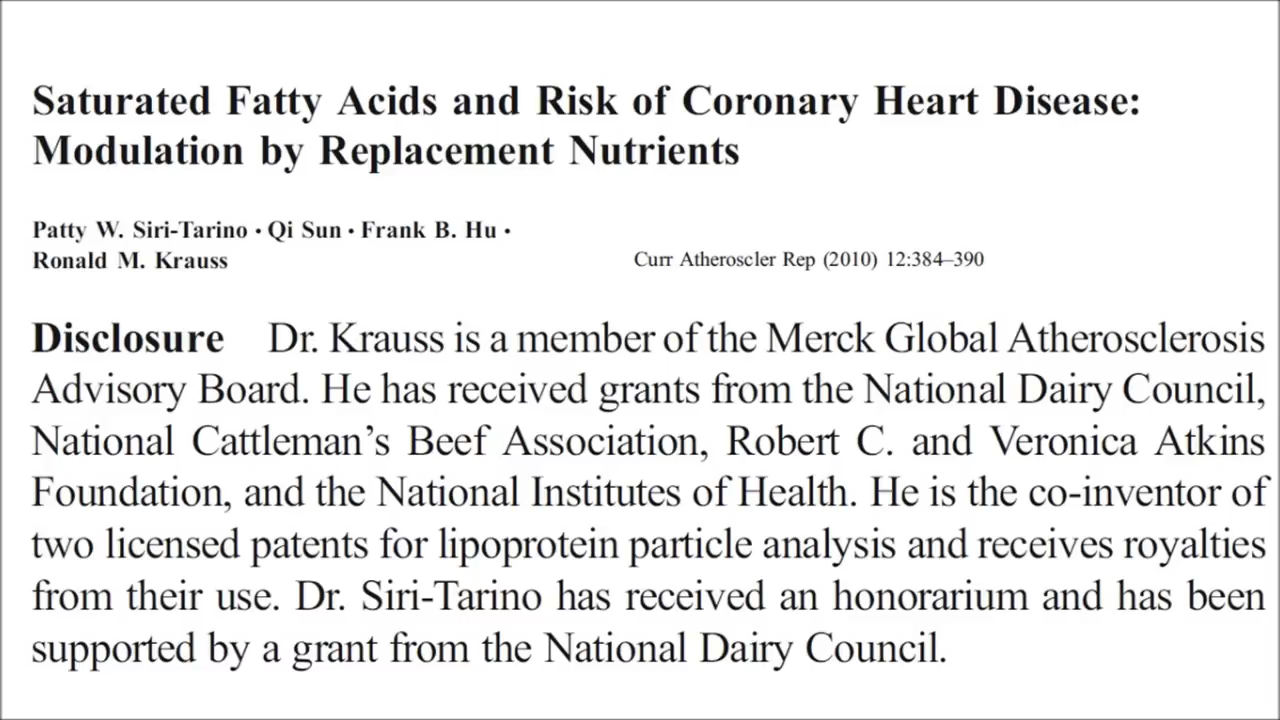 Saturated Fatty Acids and Risk of Coronary Heart Disease:
Modulation by Replacement Nutrients
Patty W. Siri-Tarino · Qi Sun · Frank B. Hu ·
Ronald M. Krauss
Curr Atheroscler Rep (2010) 12:384–390
Disclosure Dr. Krauss is a member of the Merck Global Atherosclerosis
Advisory Board. He has received grants from the National Dairy Council,
National Cattleman’s Beef Association, Robert C. and Veronica Atkins
Foundation, and the National Institutes of Health. He is the co-inventor of
two licensed patents for lipoprotein particle analysis and receives royalties
from their use. Dr. Siri-Tarino has received an honorarium and has been
supported by a grant from the National Dairy Council.